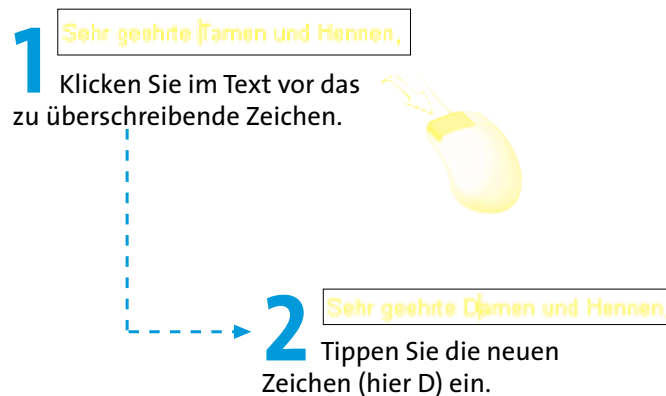 Sehr geehrte Tamen und Hennen,
1
Klicken Sie im Text vor das
zu überschreibende Zeichen.
Sehr geehrte Damen und Hennen
2
Tippen Sie die neuen
Zeichen (hier D) ein.